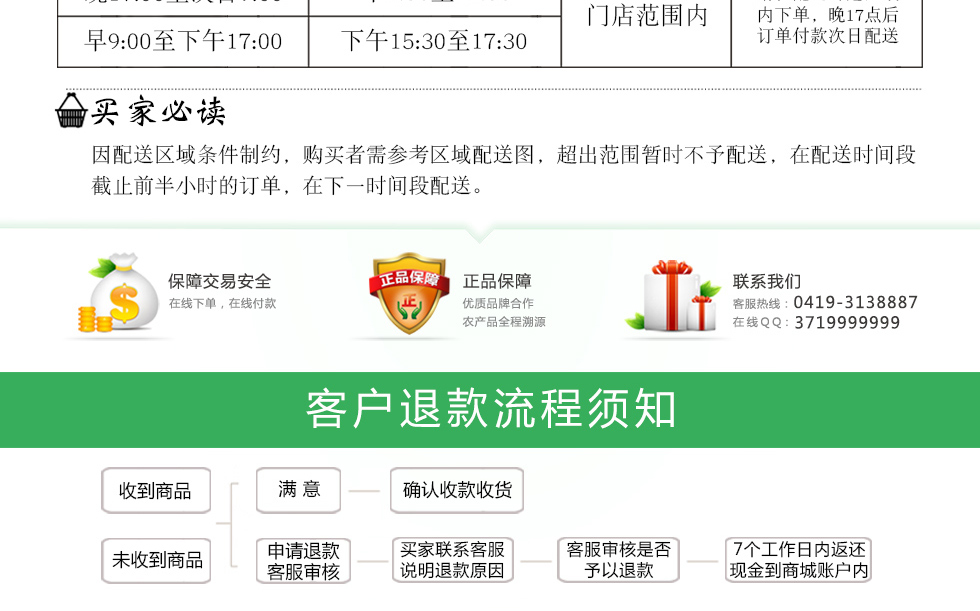 早9:00至下午17:00
下午15:30至17:30
门店范围内
内下单，晚17点后
订单付款次日配送
买家必读
因配送区域条件制约，购买者需参考区域配送图，超出范围暂时不予配送，在配送时间段
截止前半小时的订单，在下一时间段配送。
保障交易安全
在线下单，在线付款
正品保障
正
正品保障
优质品牌合作
农产品全程溯源
联系我们
客服热线：0419-3138887
在线QQ：3719999999
客户退款流程须知
收到商品
满 意
确认收款收货
未收到商品
申请退款
客服审核
买家联系客服
说明退款原因
客服审核是否
予以退款
7个工作日内返还
现金到商城账户内